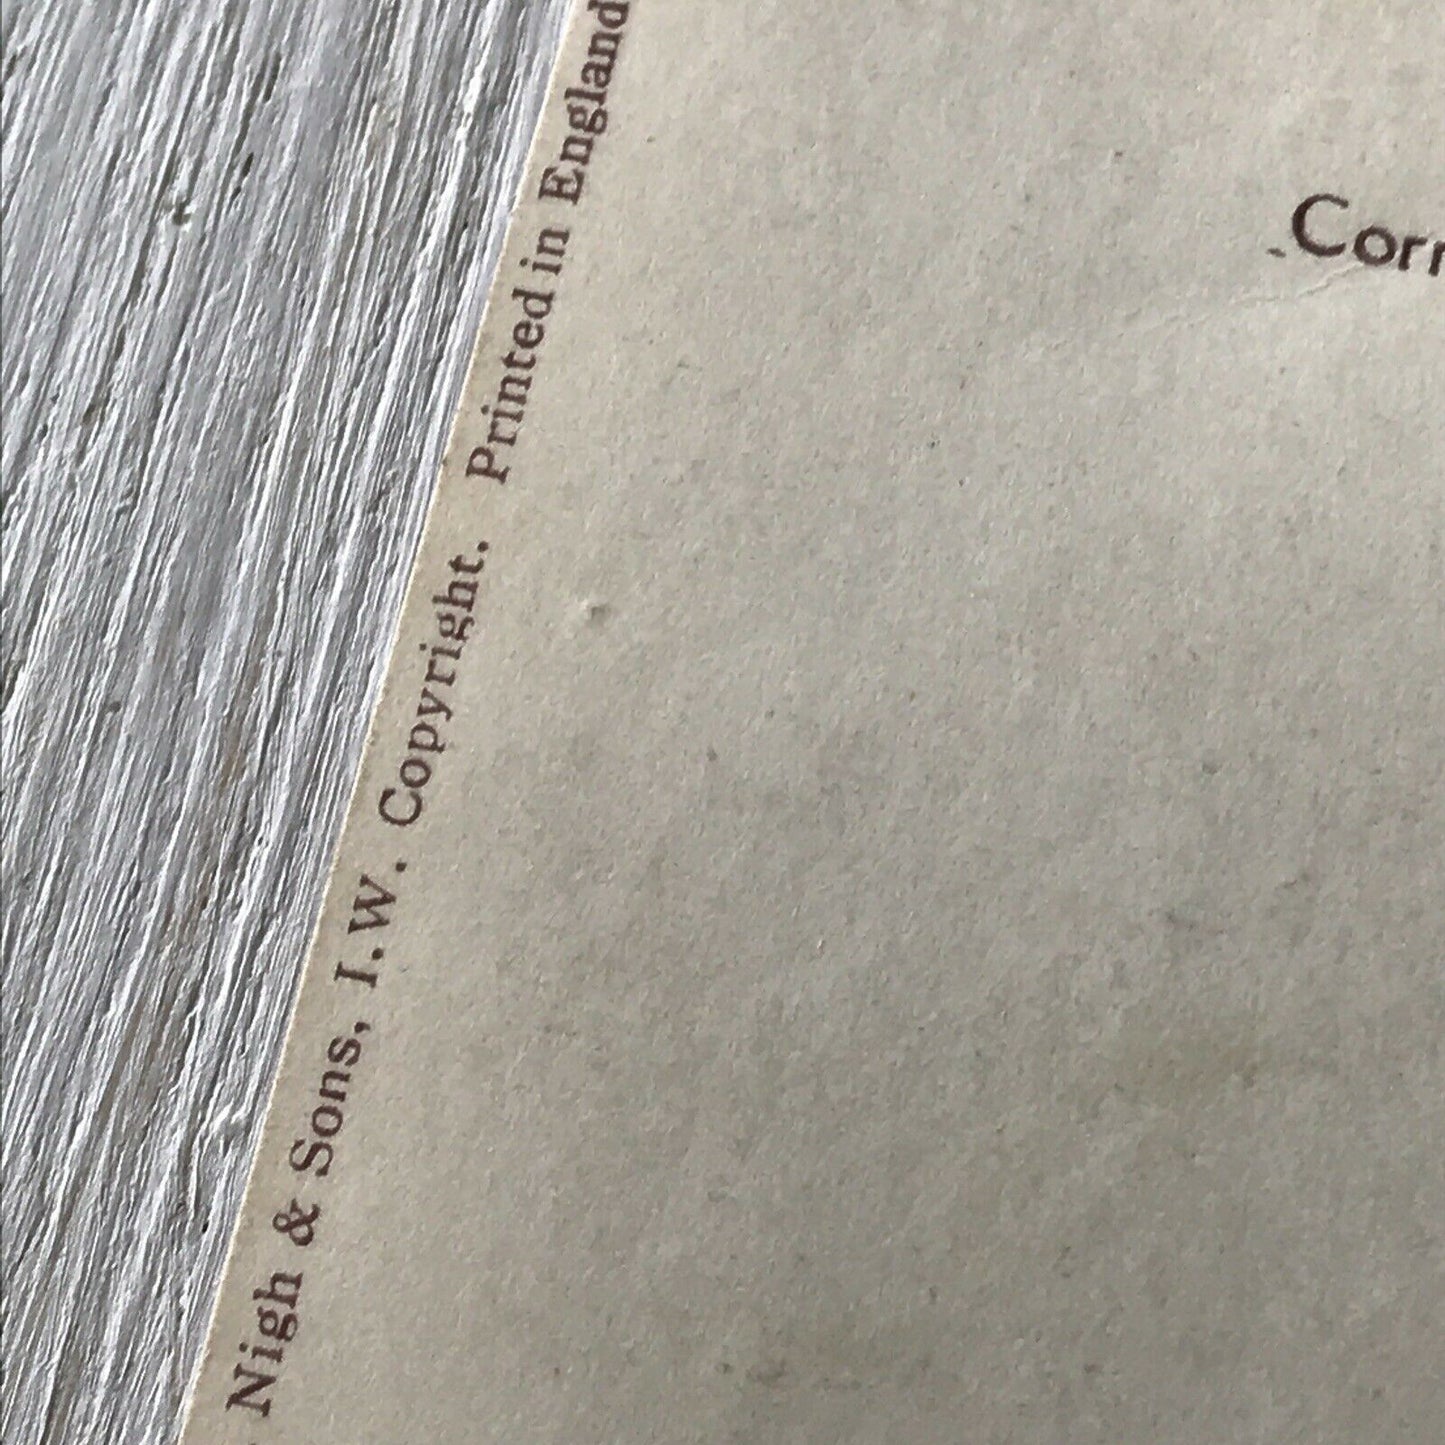 Nigh & Sons, I.W. Copyright. Printed in England
Corr